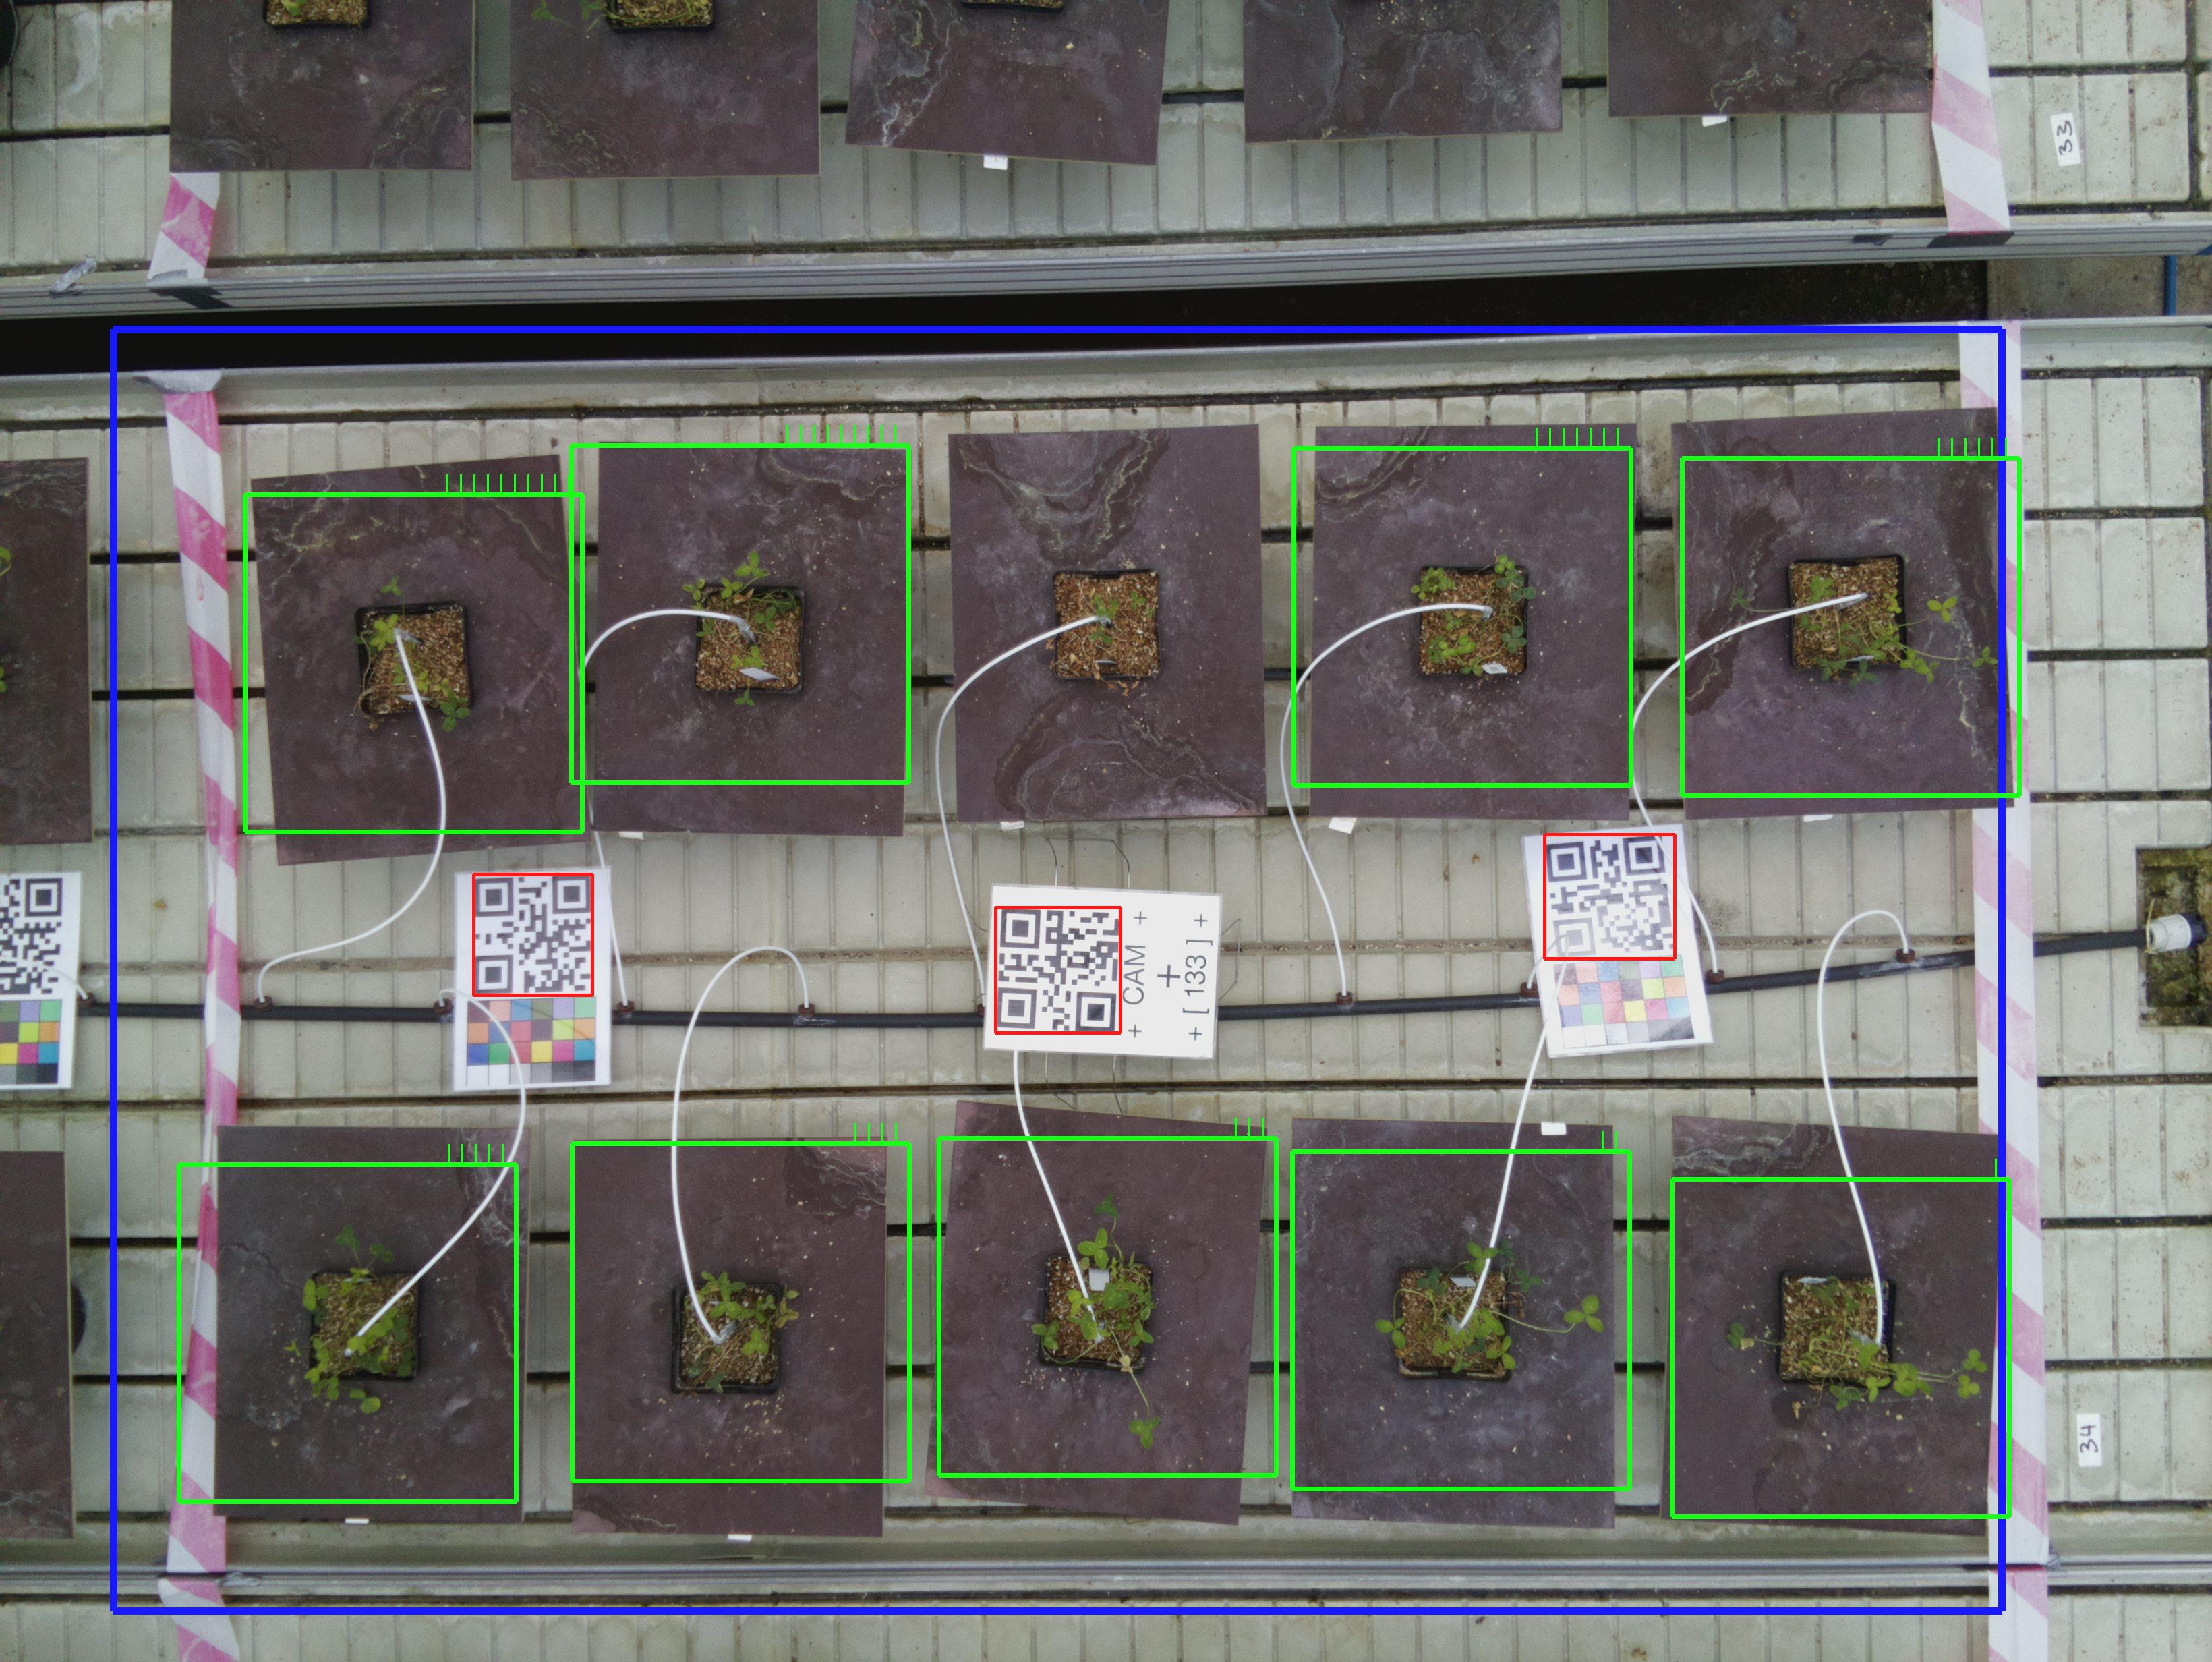 33
+ CAM +
+
+ [ 133 ] +
34